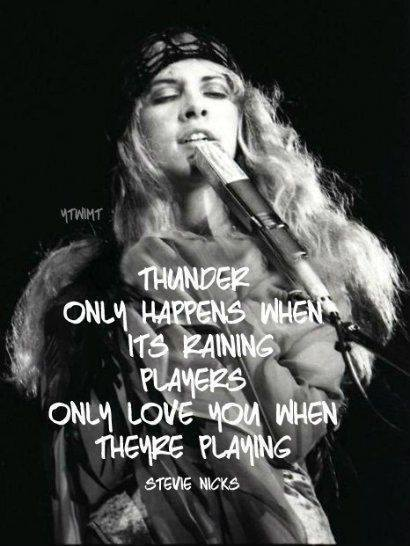 YTWIMT
THUNDER
ONLY HAPPENS WHEN
ITS RAINING
PLAYERS
ONLY LOVE YOU WHEN
THEYRE PLAYING
STEVIE NICKS